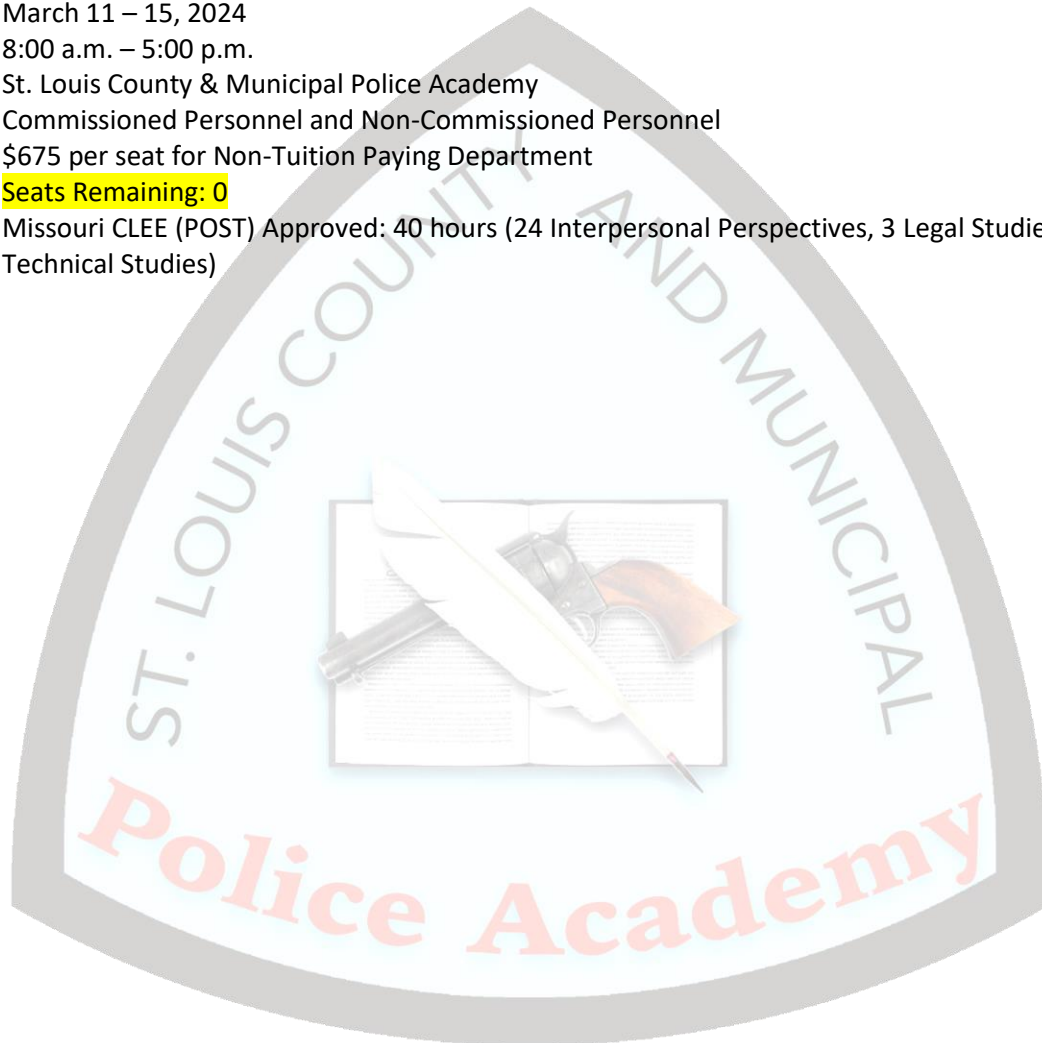 March 11 – 15, 2024
8:00 a.m. – 5:00 p.m.
St. Louis County & Municipal Police Academy
Commissioned Personnel and Non-Commissioned Personnel
$675 per seat for Non-Tuition Paying Department
Seats Remaining: 0
Missouri CLEE (POST) Approved: 40 hours (24 Interpersonal Perspectives, 3 Legal Studie
Technical Studies)
ST. LOUIS COUNTY AND MUNICIPAL
Police Academy